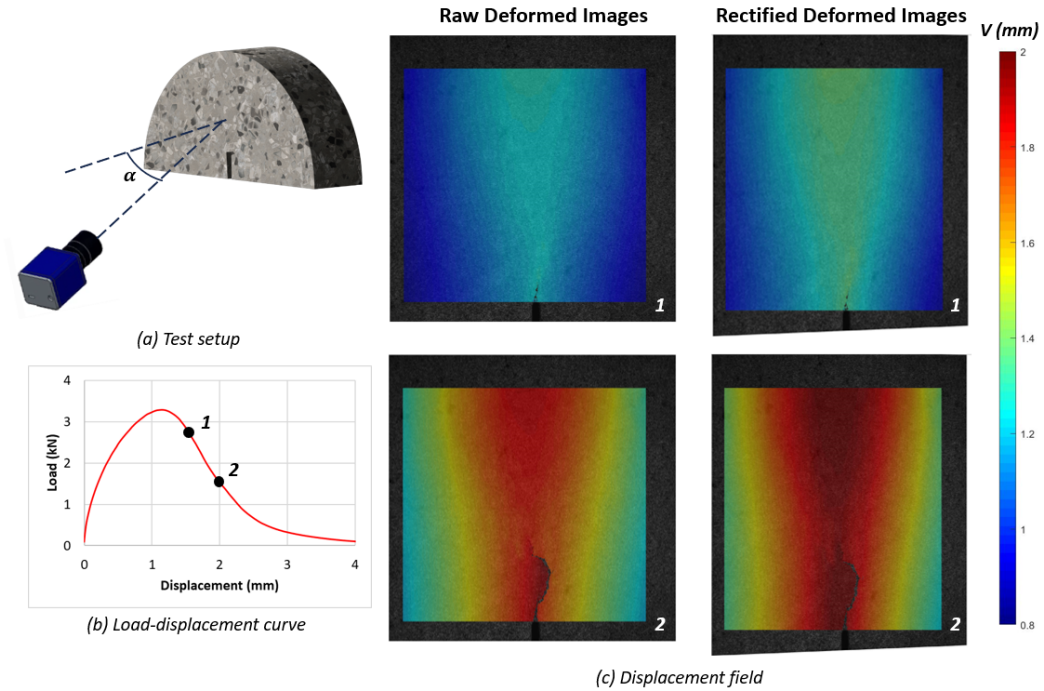 Raw Deformed Images
Rectified Deformed Images
V (mm)
α
(a) Test setup
1
1
2
1.8
1.6
1.4
1.2
1
0.8
Load (kN)
4
3
2
1
0
1
2
0
1
2
3
4
Displacement (mm)
(b) Load-displacement curve
2
2
(c) Displacement field